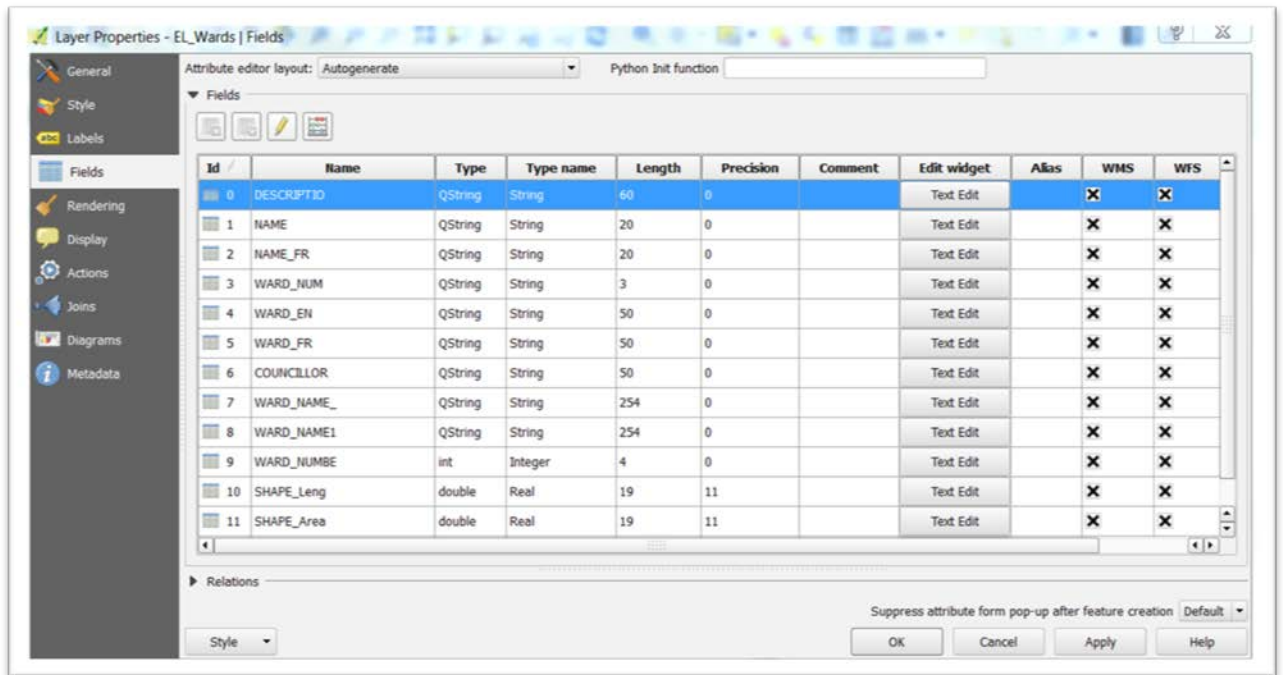 Layer Properties - EL_Wards | Fields
General
Style
abc Labels
Fields
Rendering
Display
Actions
Joins
Diagrams
Metadata
Attribute editor layout: Autogenerate Python Init function
Fields
Id Name Type Type name Length Precision Comment Edit widget Alias WMS WFS
0 DESCRIPTIO QString String 60 0 Text Edit
1 NAME QString String 20 0 Text Edit
2 NAME_FR QString String 20 0 Text Edit
3 WARD_NUM QString String 3 0 Text Edit
4 WARD_EN QString String 50 0 Text Edit
5 WARD_FR QString String 50 0 Text Edit
6 COUNCILLOR QString String 50 0 Text Edit
7 WARD_NAME_ QString String 254 0 Text Edit
8 WARD_NAME1 QString String 254 0 Text Edit
9 WARD_NUMBE int Integer 4 0 Text Edit
10 SHAPE_Leng double Real 19 11 Text Edit
11 SHAPE_Area double Real 19 11 Text Edit
Relations
Suppress attribute form pop-up after feature creation Default
Style OK Cancel Apply Help